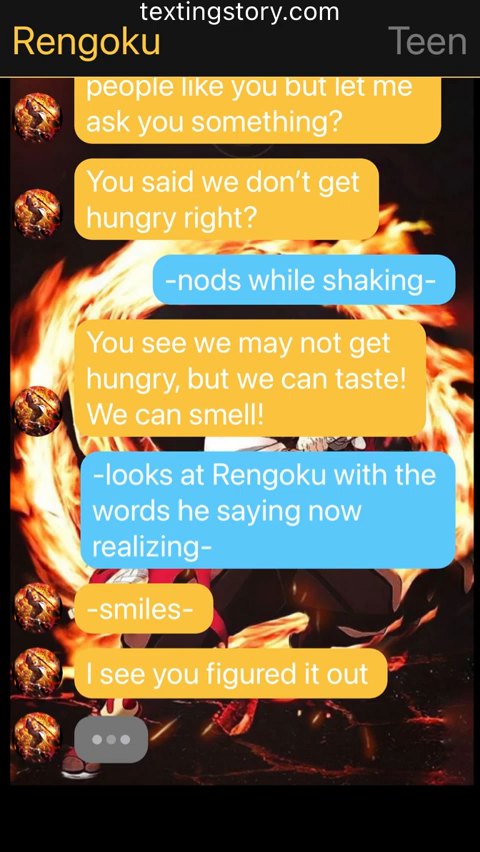 textingstory.com
Rengoku
Teen
people like you but let me
ask you something?
You said we don't get
hungry right?
-nods while shaking-
You see we may not get
hungry, but we can taste!
We can smell!
-looks at Rengoku with the
words he saying now
realizing-
-smiles-
I see you figured it out